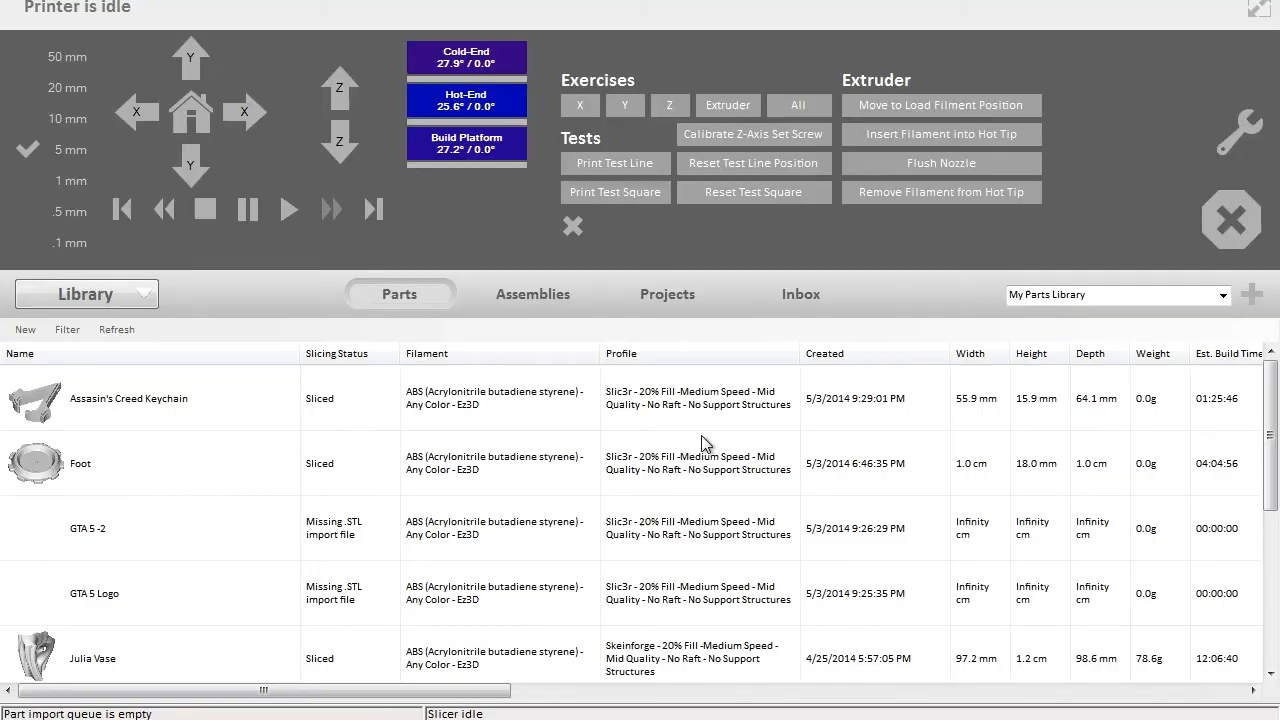 Printer is idle
50 mm
20 mm
10 mm
5 mm
1 mm
.5 mm
.1 mm
Y
X
X
Y
Z
Z
Cold-End
27.9° / 0.0°
Hot-End
25.6° / 0.0°
Build Platform
27.2° / 0.0°
Exercises
X Y Z Extruder All
Tests
Calibrate Z-Axis Set Screw
Print Test Line Reset Test Line Position
Print Test Square Reset Test Square
Extruder
Move to Load Filment Position
Insert Filament into Hot Tip
Flush Nozzle
Remove Filament from Hot Tip
Library Parts Assemblies Projects Inbox My Parts Library
New Filter Refresh
Name Slicing Status Filament Profile Created Width Height Depth Weight Est. Build Time
Assasin's Creed Keychain
Sliced
ABS (Acrylonitrile butadiene styrene) -
Any Color - Ez3D
Slic3r - 20% Fill -Medium Speed - Mid
Quality - No Raft - No Support Structures
5/3/2014 9:29:01 PM
55.9 mm
15.9 mm
64.1 mm
0.0g
01:25:46
Foot
Sliced
ABS (Acrylonitrile butadiene styrene) -
Any Color - Ez3D
Slic3r - 20% Fill -Medium Speed - Mid
Quality - No Raft - No Support Structures
5/3/2014 6:46:35 PM
1.0 cm
18.0 mm
1.0 cm
0.0g
04:04:56
GTA 5 -2
Missing .STL
import file
ABS (Acrylonitrile butadiene styrene) -
Any Color - Ez3D
Slic3r - 20% Fill -Medium Speed - Mid
Quality - No Raft - No Support Structures
5/3/2014 9:26:29 PM
Infinity
cm
Infinity
cm
Infinity
cm
0.0g
00:00:00
GTA 5 Logo
Missing .STL
import file
ABS (Acrylonitrile butadiene styrene) -
Any Color - Ez3D
Slic3r - 20% Fill -Medium Speed - Mid
Quality - No Raft - No Support Structures
5/3/2014 9:25:35 PM
Infinity
cm
Infinity
cm
Infinity
cm
0.0g
00:00:00
Julia Vase
Sliced
ABS (Acrylonitrile butadiene styrene) -
Any Color - Ez3D
Skeinforge - 20% Fill -Medium Speed -
Mid Quality - No Raft - No Support
Structures
4/25/2014 5:57:05 PM
97.2 mm
1.2 cm
98.6 mm
78.6g
12:06:40
Part import queue is empty
Slicer idle